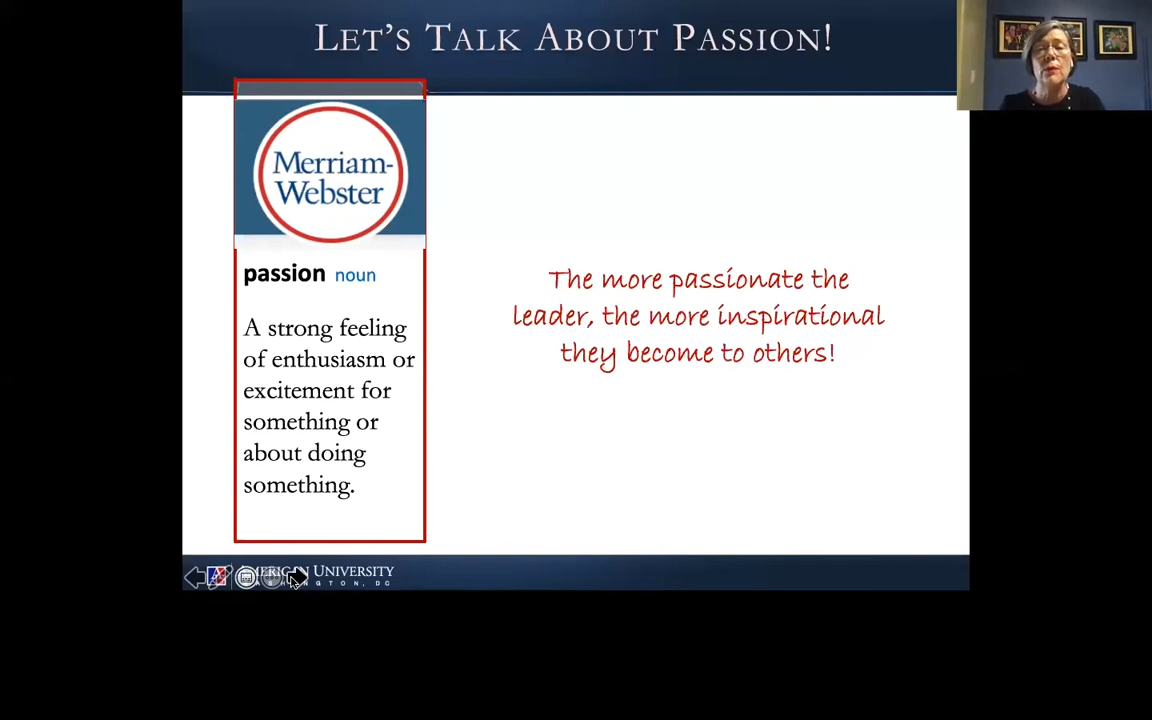 LET'S TALK ABOUT PASSION!
Merriam-
Webster
passion noun
A strong feeling
of enthusiasm or
excitement for
something or
about doing
something.
The more passionate the
leader, the more inspirational
they become to others!
UNIVERSITY